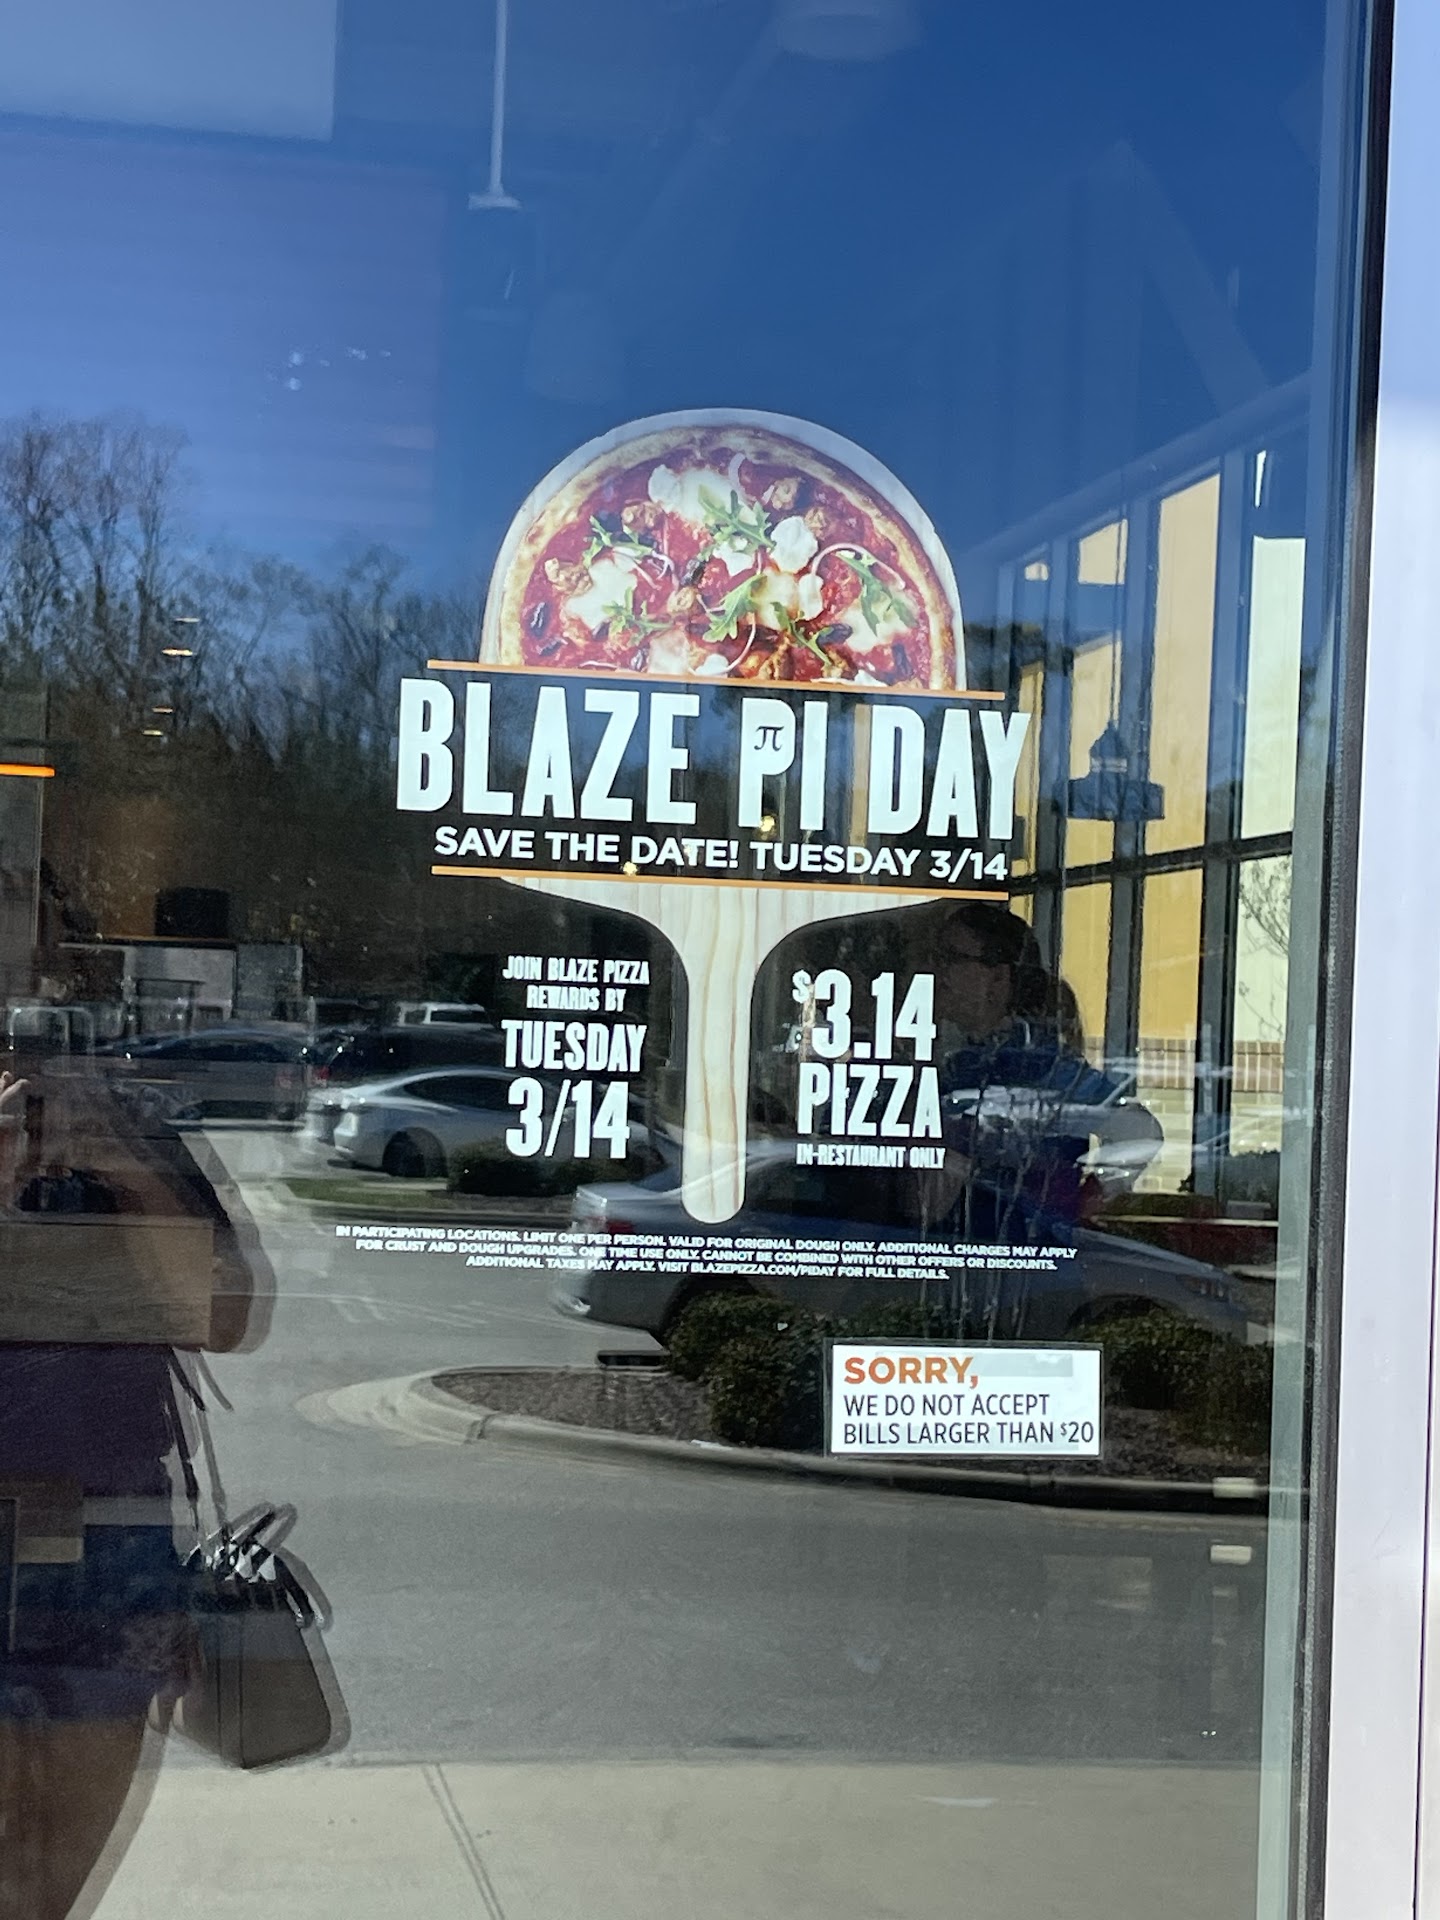 BLAZE PI DAY
π
SAVE THE DATE! TUESDAY 3/14
JOIN BLAZE PIZZA
REWARDS BY
TUESDAY
3/14
$3.14
PIZZA
IN-RESTAURANT ONLY
IN PARTICIPATING LOCATIONS. LIMIT ONE PER PERSON. VALID FOR ORIGINAL DOUGH ONLY. ADDITIONAL CHARGES MAY APPLY
FOR CRUST AND DOUGH UPGRADES. ONE TIME USE ONLY. CANNOT BE COMBINED WITH OTHER OFFERS OR DISCOUNTS.
ADDITIONAL TAXES MAY APPLY. VISIT BLAZEPIZZA.COM/PIDAY FOR FULL DETAILS.
SORRY,
WE DO NOT ACCEPT
BILLS LARGER THAN $20